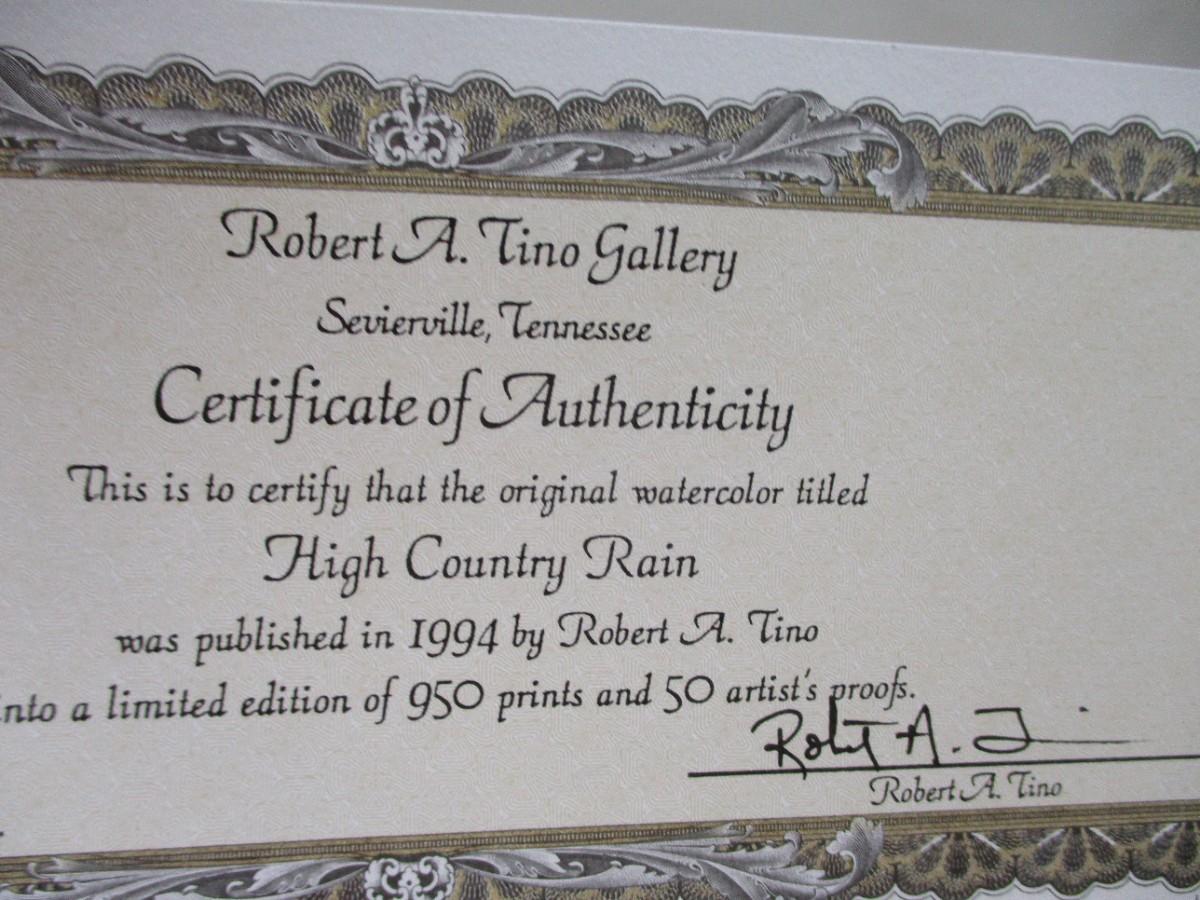 Robert A. Tino Gallery
Sevierville, Tennessee
Certificate of Authenticity
This is to certify that the original watercolor titled
High Country Rain
was published in 1994 by Robert A. Tino
into a limited edition of 950 prints and 50 artist's proofs.
Robert A. Tino
Robert A. Tino